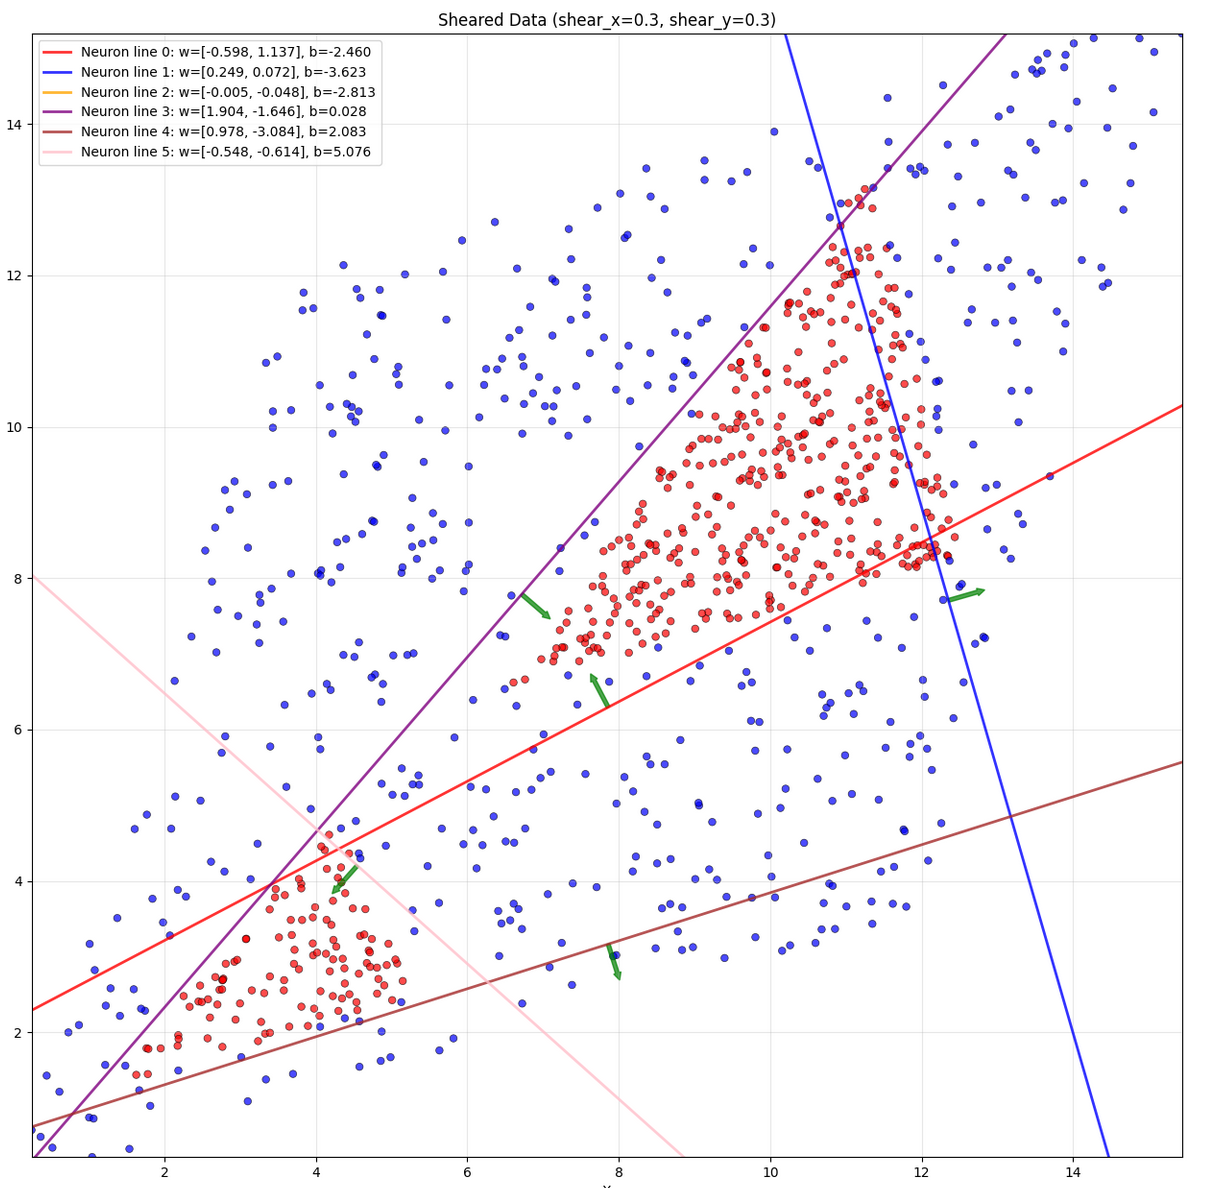 Sheared Data (shear_x=0.3, shear_y=0.3)
Neuron line 0: w=[-0.598, 1.137], b=-2.460
Neuron line 1: w=[0.249, 0.072], b=-3.623
Neuron line 2: w=[-0.005, -0.048], b=-2.813
Neuron line 3: w=[1.904, -1.646], b=0.028
Neuron line 4: w=[0.978, -3.084], b=2.083
Neuron line 5: w=[-0.548, -0.614], b=5.076
14
12
10
8
6
4
2
2 4 6 8 10 12 14